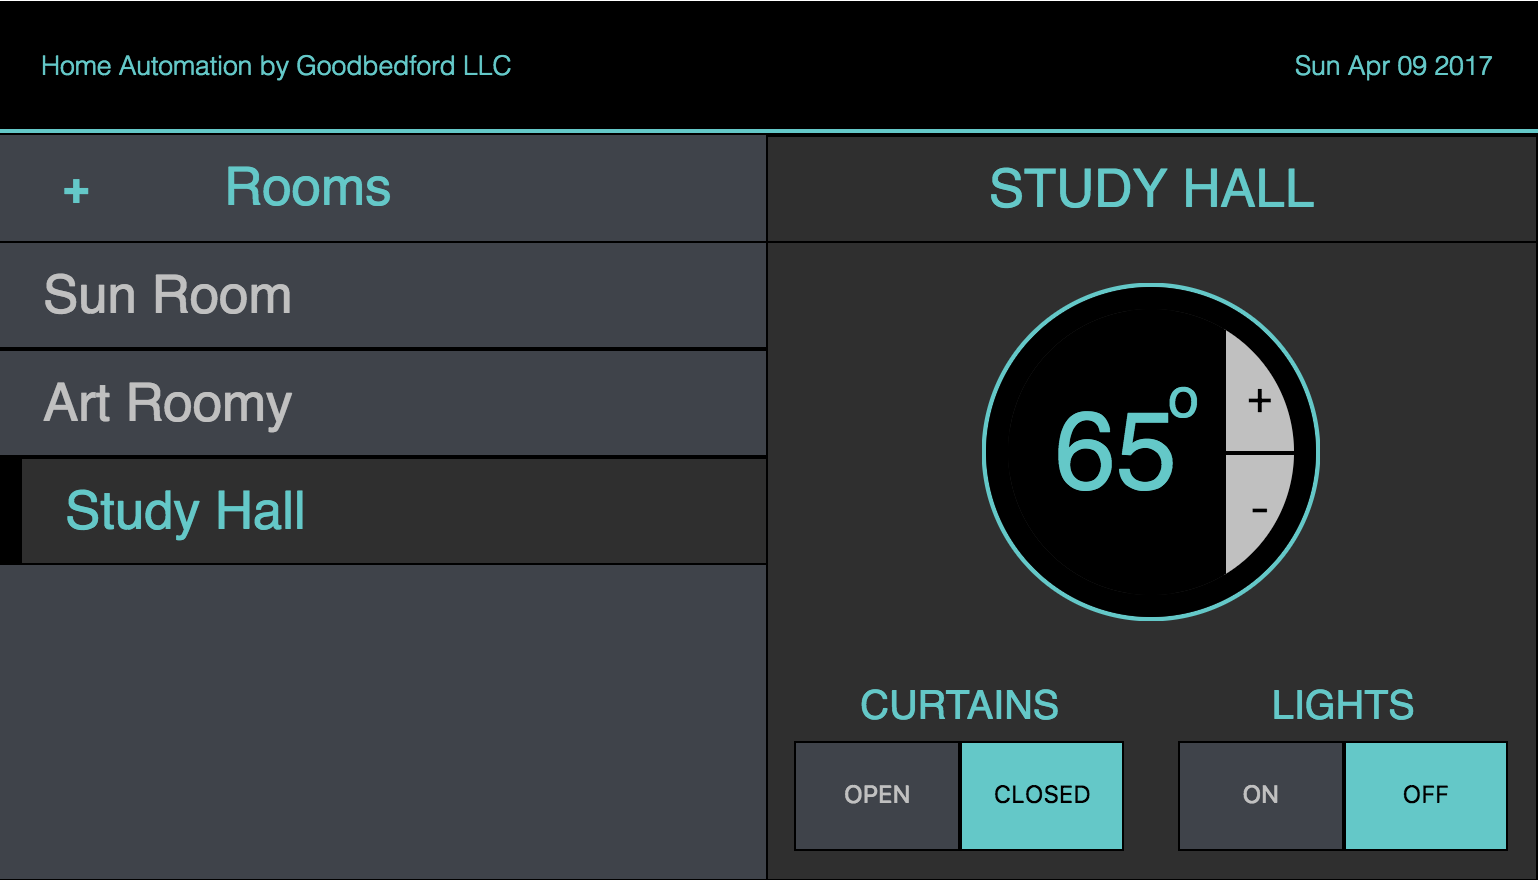 Home Automation by Goodbedford LLC
Sun Apr 09 2017
+ Rooms
Sun Room
Art Roomy
Study Hall
STUDY HALL
65º
+
-
CURTAINS
OPEN CLOSED
LIGHTS
ON OFF